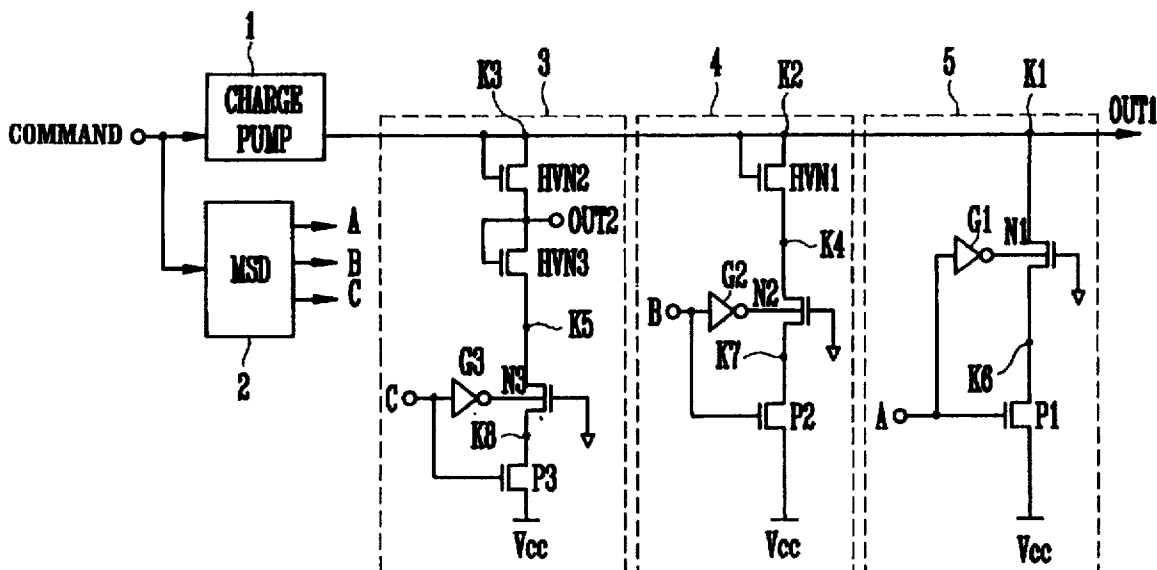 1
3
4
5
K3
K2
K1
CHARGE
PUMP
COMMAND
OUT1
HVN2
HVN1
OUT2
HVN3
MSD
A
B
C
2
K4
G1
N1
G2
N2
B
K5
K7
K6
G3
N3
C
K8
A
P1
P2
P3
Vcc
Vcc
Vcc